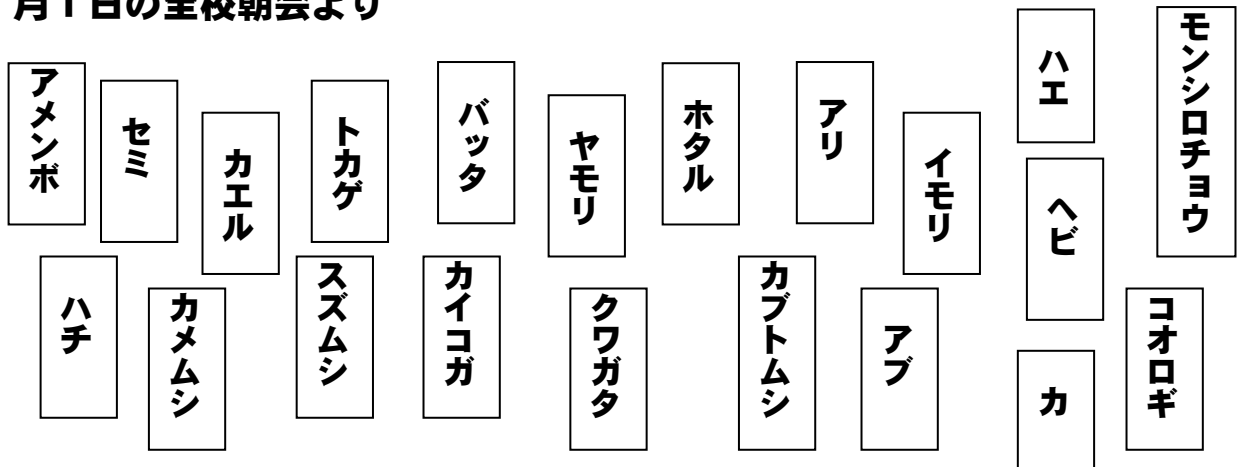 月１日の全校朝会より
モンシロチョウ
ハエ
アリ
ホタル
バッタ
ヤモリ
トカゲ
セミ
アメンボ
カエル
イモリ
ヘビ
コオロギ
カ
アブ
カブトムシ
クワガタ
カイコガ
スズムシ
カメムシ
ハチ